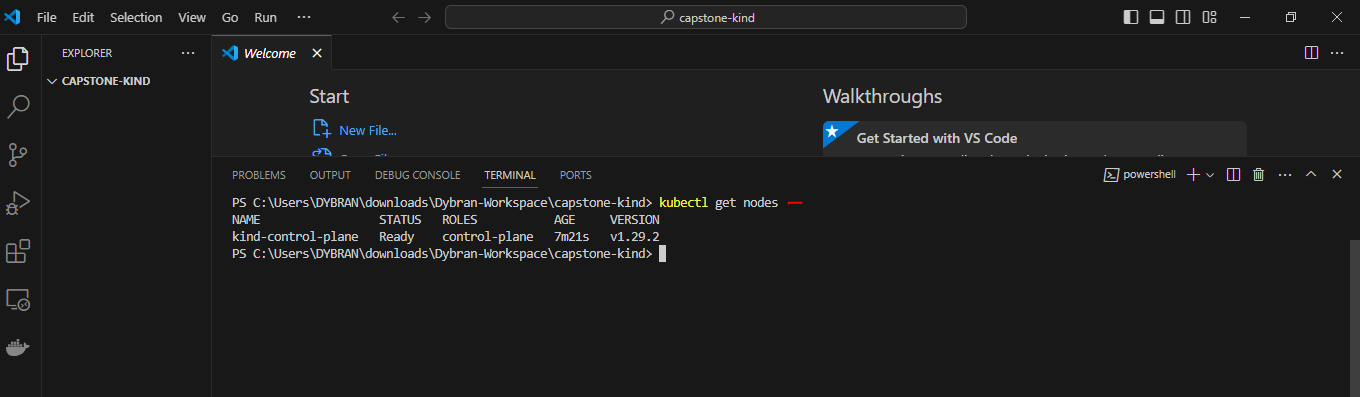 File Edit Selection View Go Run ··· capstone-kind
EXPLORER ···
CAPSTONE-KIND
Welcome
Start
New File...
Walkthroughs
Get Started with VS Code
PROBLEMS OUTPUT DEBUG CONSOLE TERMINAL PORTS powershell
PS C:\Users\DYBRAN\downloads\Dybran-Workspace\capstone-kind> kubectl get nodes
NAME STATUS ROLES AGE VERSION
kind-control-plane Ready control-plane 7m21s v1.29.2
PS C:\Users\DYBRAN\downloads\Dybran-Workspace\capstone-kind>